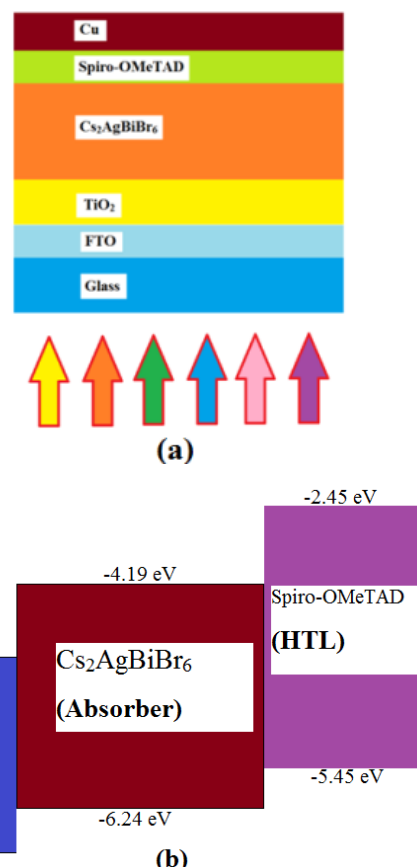 Cu
Spiro-OMeTAD
Cs₂AgBiBr₆
TiO₂
FTO
Glass
(a)
-2.45 eV
-4.19 eV
Spiro-OMeTAD
(HTL)
Cs₂AgBiBr₆
(Absorber)
-5.45 eV
-6.24 eV
(b)